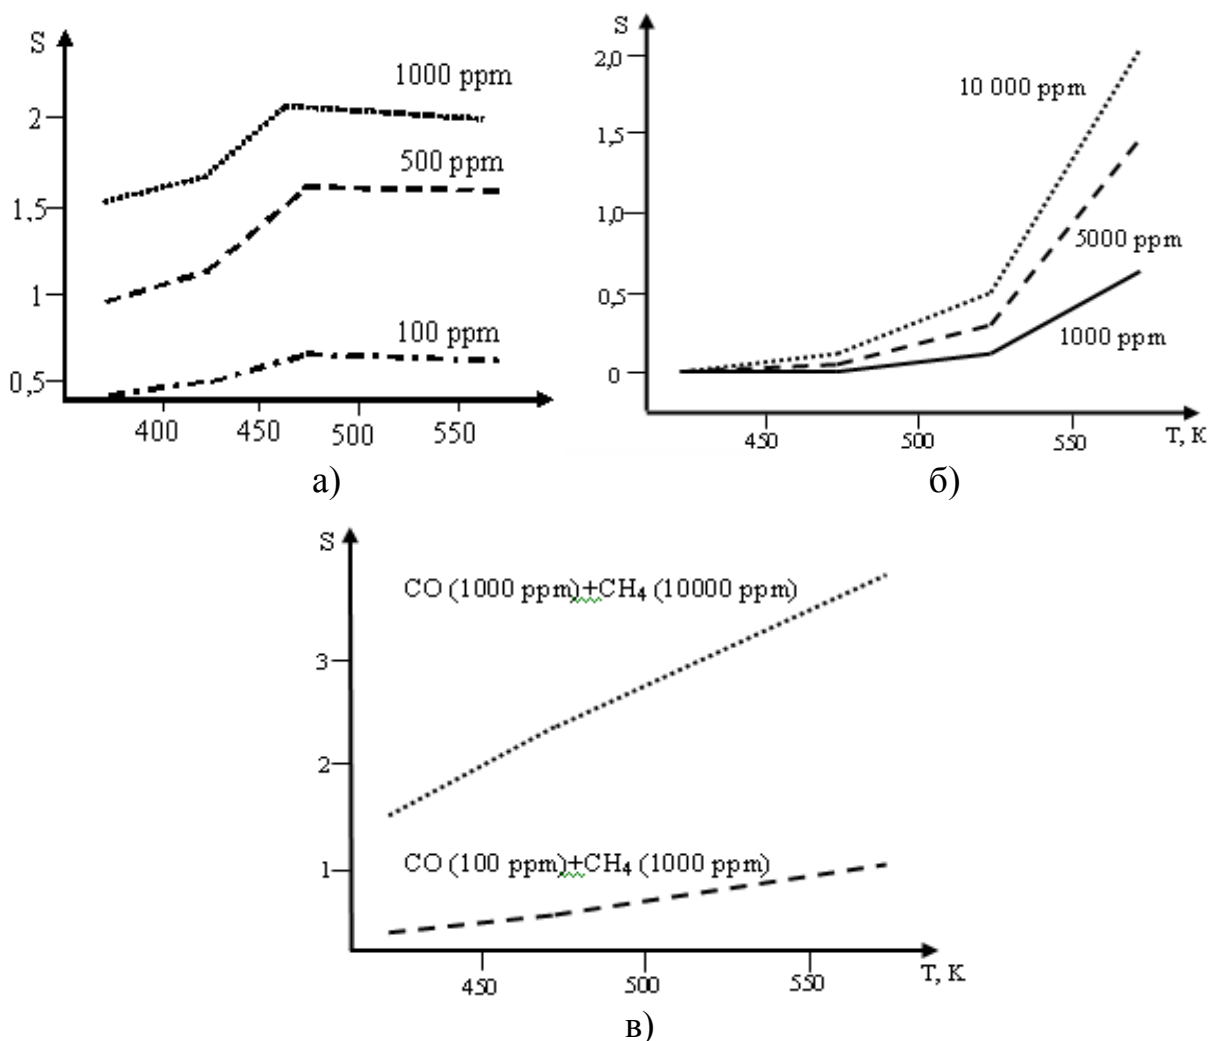 S
1000 ppm
2
500 ppm
1,5
1
100 ppm
0,5
400 450 500 550
а)
S
2,0
10 000 ppm
1,5
1,0
5000 ppm
0,5
1000 ppm
0
450 500 550 T, K
б)
S
CO (1000 ppm)+CH₄ (10000 ppm)
3
2
CO (100 ppm)+CH₄ (1000 ppm)
1
450 500 550 T, K
в)